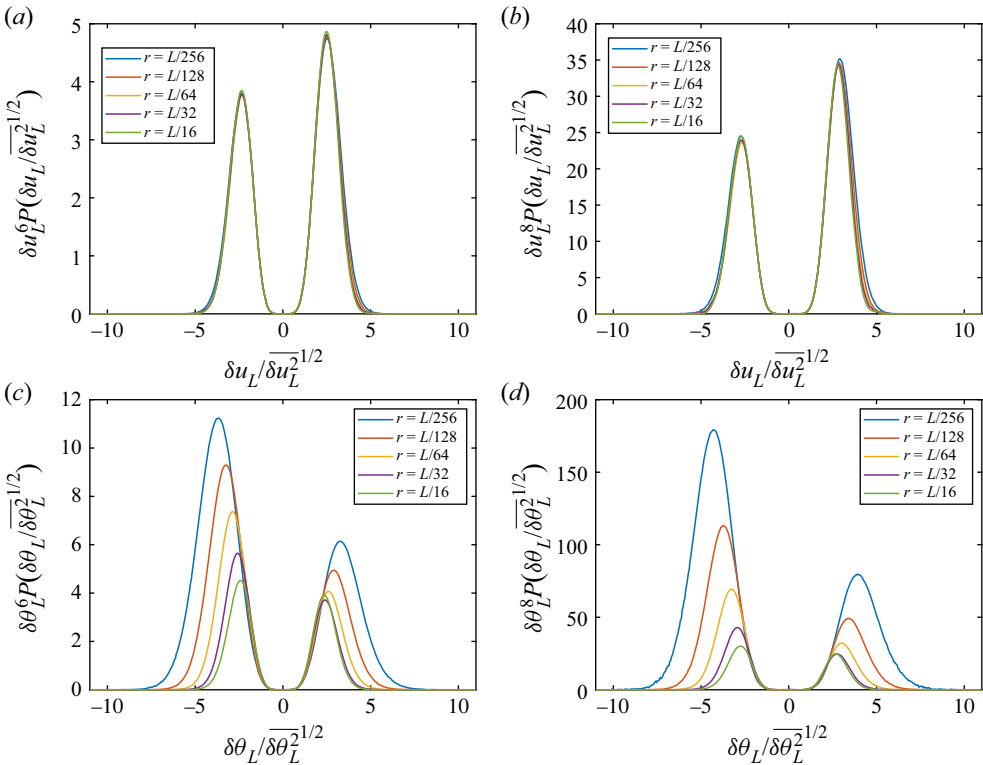 (a)
5
4
3
2
1
0
−10
−5
0
5
10
δu_L^6 P(δu_L/\overline{δu_L^2}^{1/2})
δu_L/\overline{δu_L^2}^{1/2}
r = L/256
r = L/128
r = L/64
r = L/32
r = L/16
(b)
40
35
30
25
20
15
10
5
0
−10
−5
0
5
10
δu_L^8 P(δu_L/\overline{δu_L^2}^{1/2})
δu_L/\overline{δu_L^2}^{1/2}
r = L/256
r = L/128
r = L/64
r = L/32
r = L/16
(c)
12
10
8
6
4
2
0
−10
−5
0
5
10
δθ_L^6 P(δθ_L/\overline{δθ_L^2}^{1/2})
δθ_L/\overline{δθ_L^2}^{1/2}
r = L/256
r = L/128
r = L/64
r = L/32
r = L/16
(d)
200
150
100
50
0
−10
−5
0
5
10
δθ_L^8 P(δθ_L/\overline{δθ_L^2}^{1/2})
δθ_L/\overline{δθ_L^2}^{1/2}
r = L/256
r = L/128
r = L/64
r = L/32
r = L/16